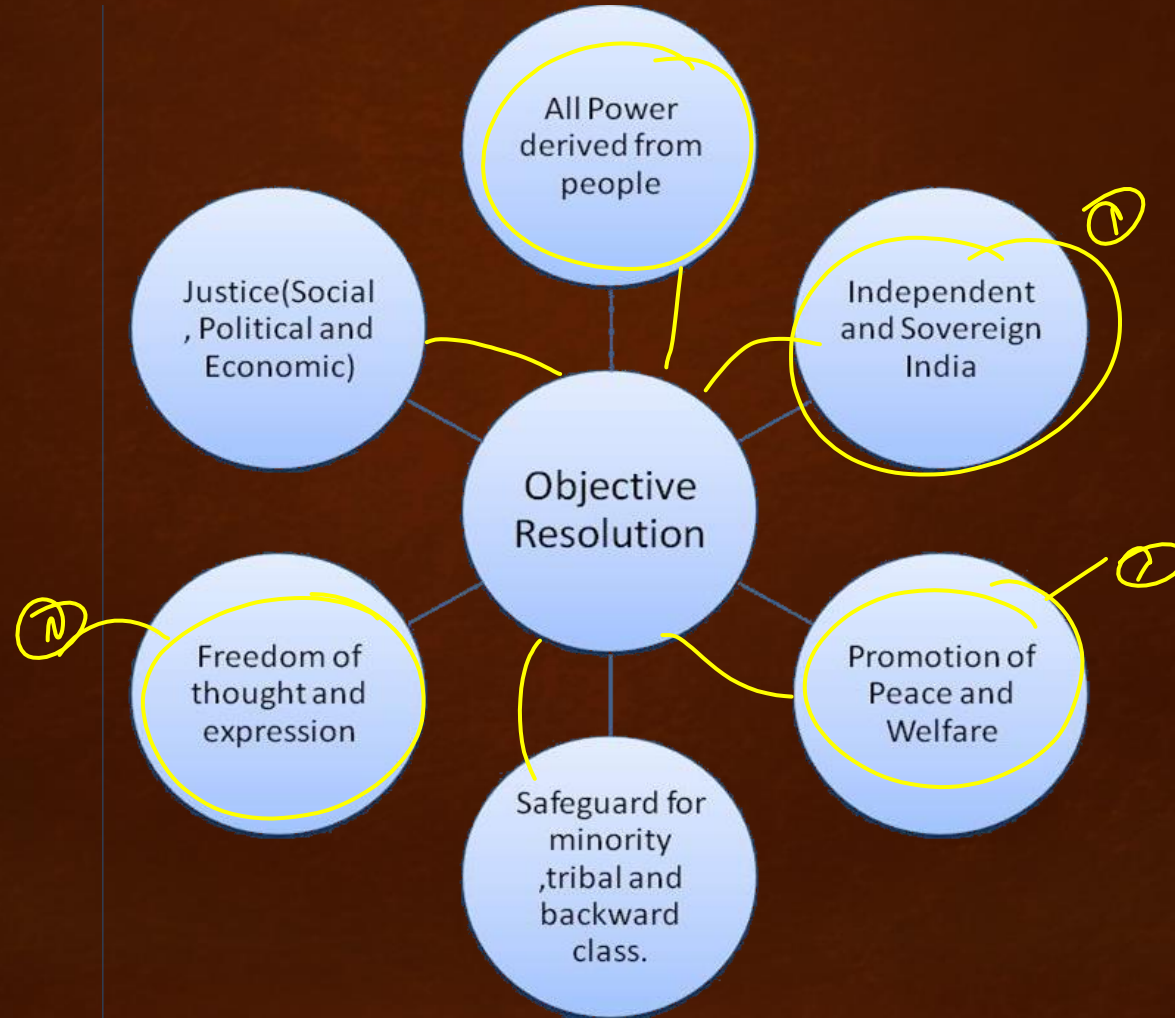 All Power
derived from
people
Independent
and Sovereign
India
Promotion of
Peace and
Welfare
Safeguard for
minority
,tribal and
backward
class.
Freedom of
thought and
expression
Justice(Social
, Political and
Economic)
Objective
Resolution